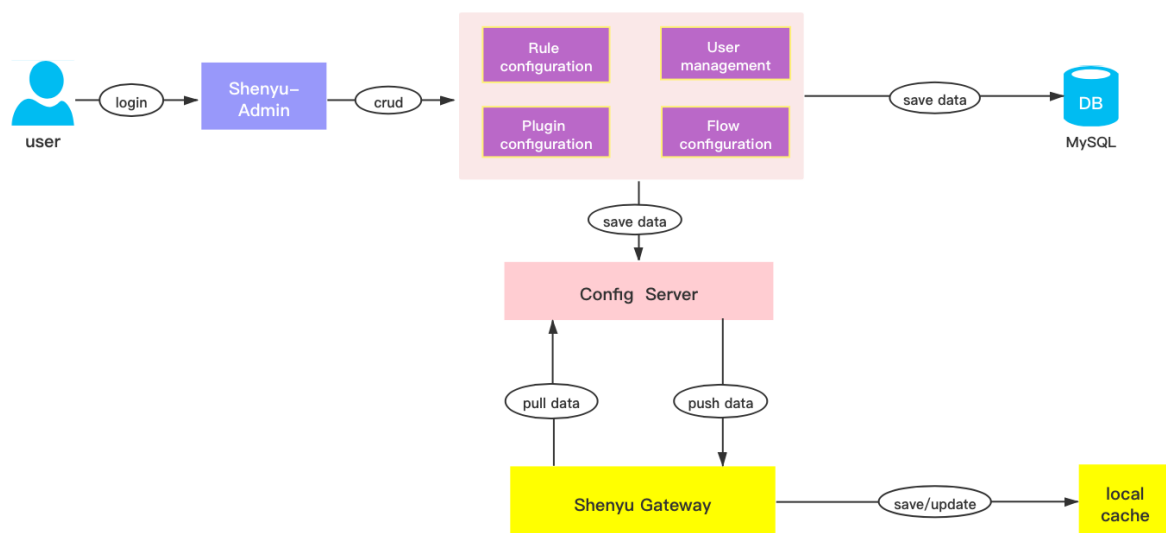 user
login
Shenyu-
Admin
crud
Rule
configuration
User
management
Plugin
configuration
Flow
configuration
save data
DB
MySQL
save data
Config Server
pull data
push data
Shenyu Gateway
save/update
local
cache